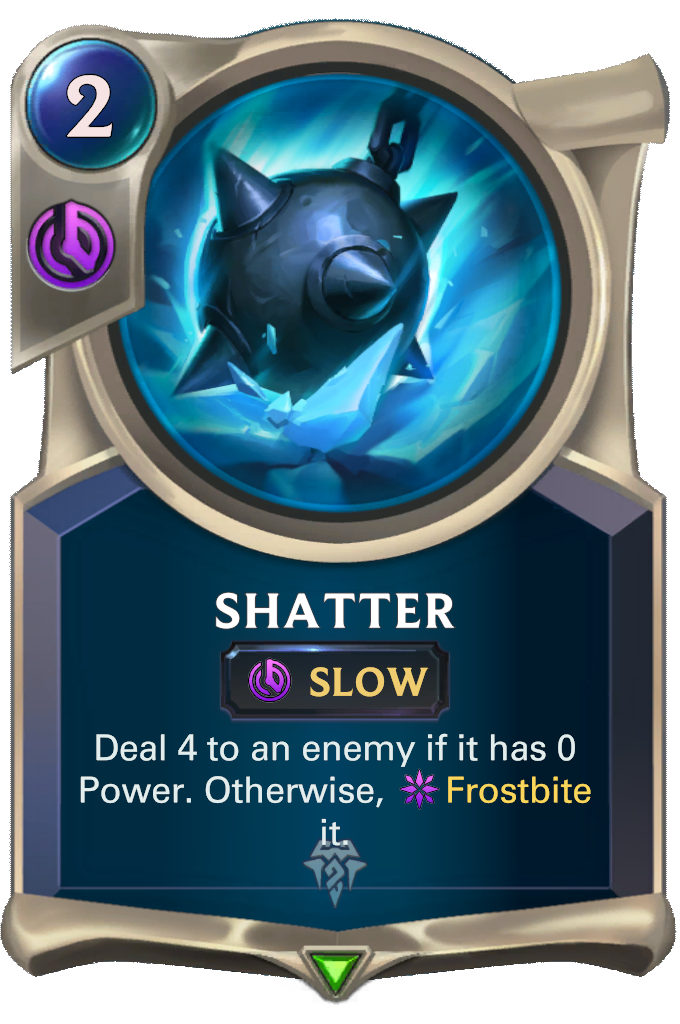 2
SHATTER
SLOW
Deal 4 to an enemy if it has 0
Power. Otherwise, Frostbite
it.